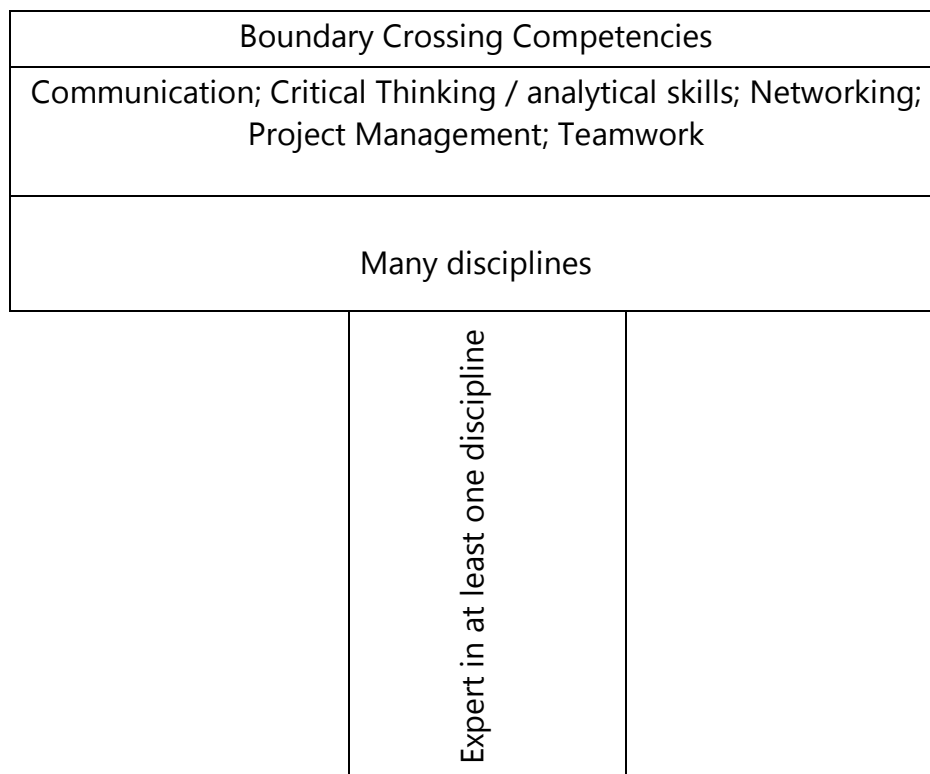 Boundary Crossing Competencies
Communication; Critical Thinking / analytical skills; Networking;
Project Management; Teamwork
Many disciplines
Expert in at least one discipline